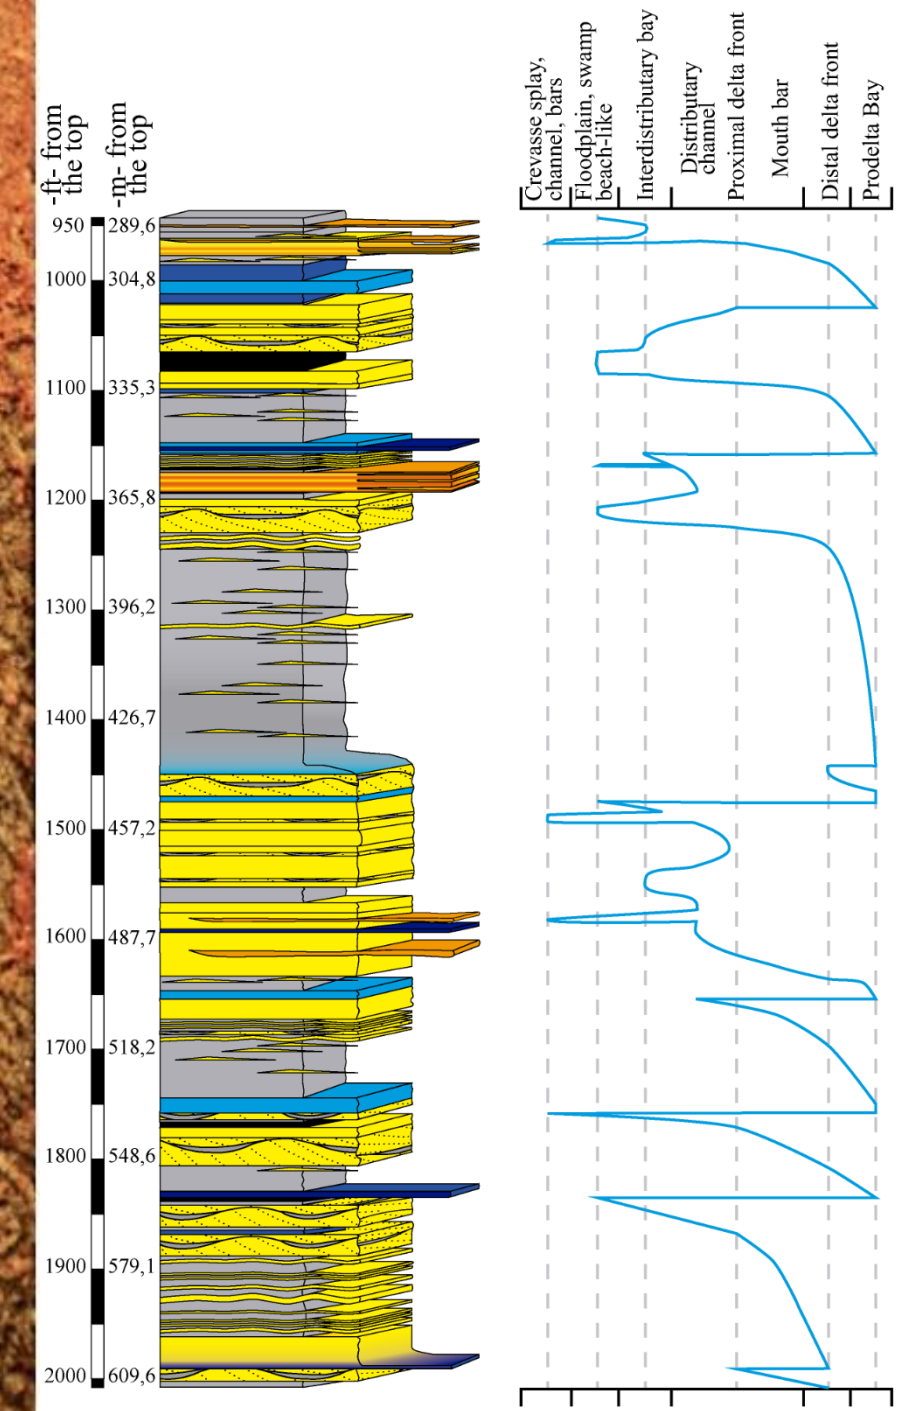 -ft- from
the top
-m- from
the top
Crevasse splay,
channel, bars
Floodplain, swamp
beach-like
Interdistributary bay
Distributary
channel
Proximal delta front
Mouth bar
Distal delta front
Prodelta Bay
950 289,6
1000 304,8
1100 335,3
1200 365,8
1300 396,2
1400 426,7
1500 457,2
1600 487,7
1700 518,2
1800 548,6
1900 579,1
2000 609,6